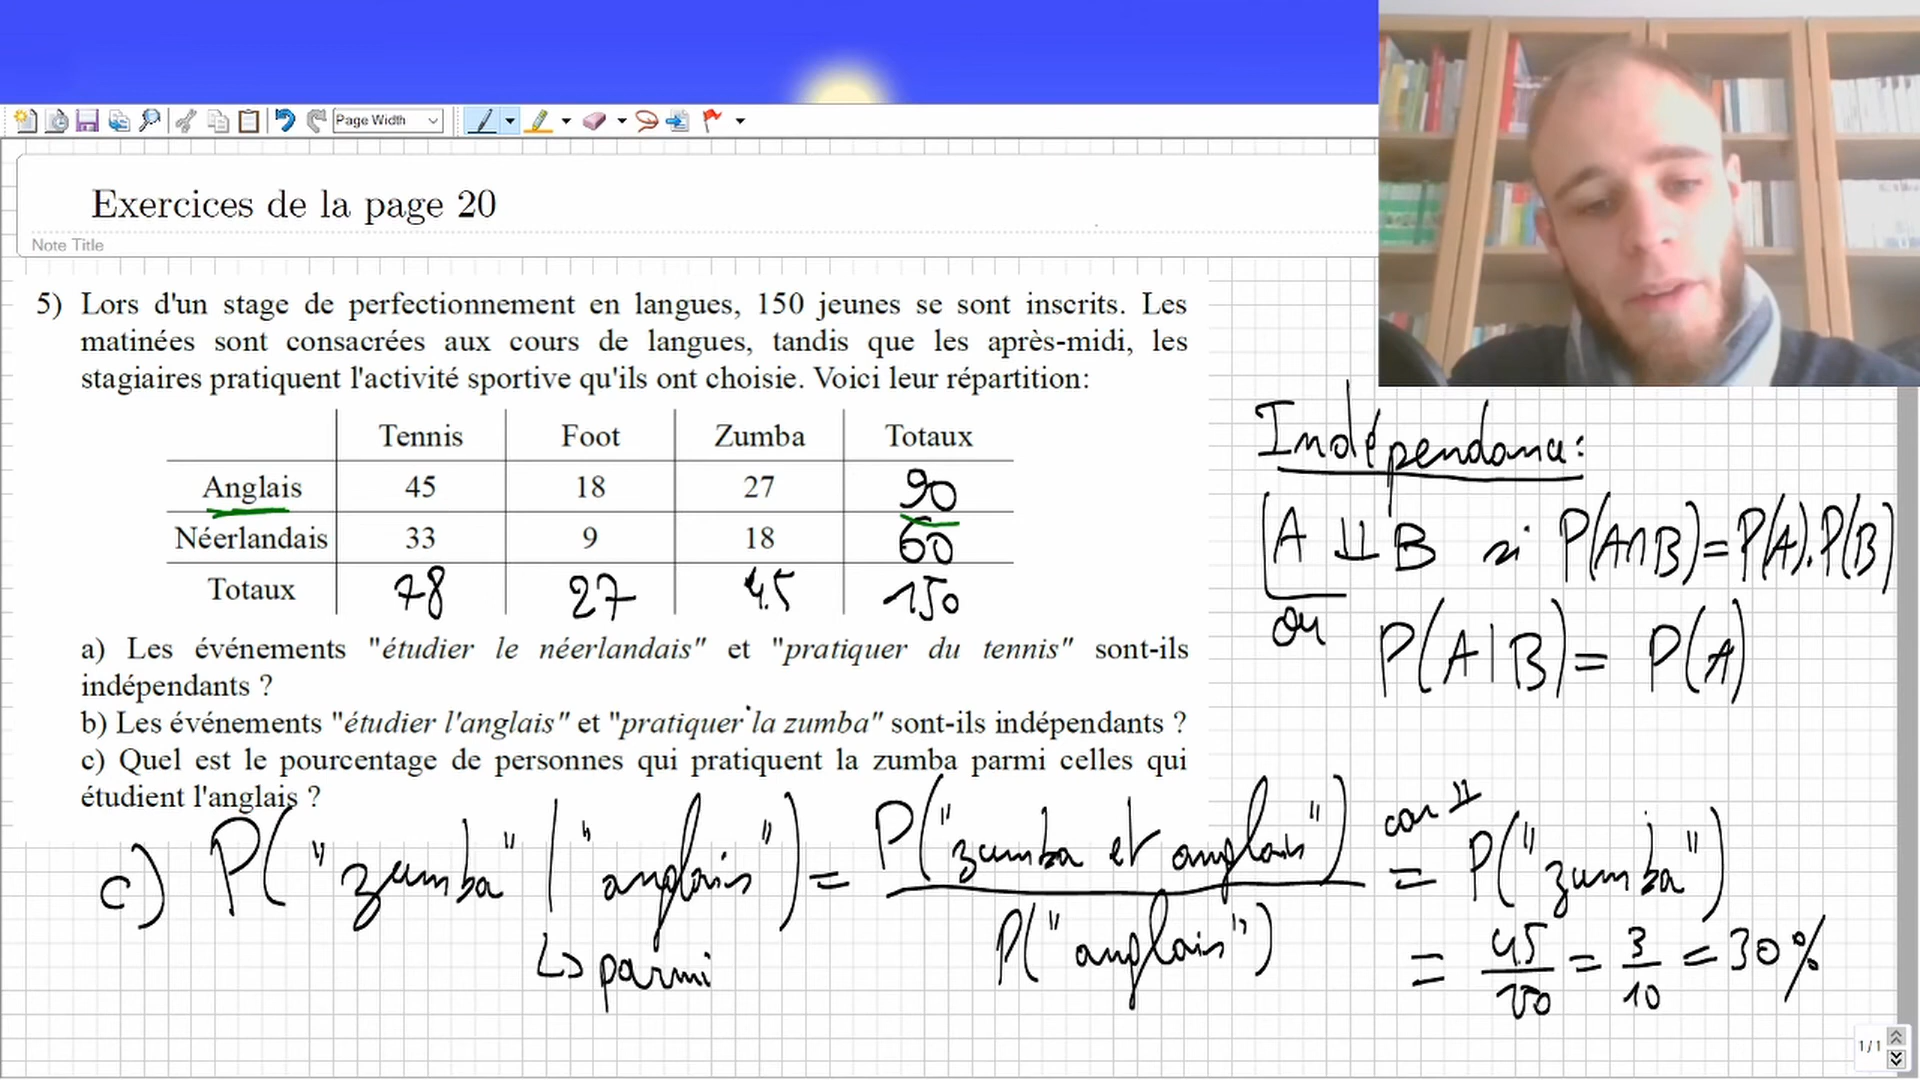 Page Width
Exercices de la page 20
Note Title
5) Lors d'un stage de perfectionnement en langues, 150 jeunes se sont inscrits. Les
matinées sont consacrées aux cours de langues, tandis que les après-midi, les
stagiaires pratiquent l'activité sportive qu'ils ont choisie. Voici leur répartition:
Tennis Foot Zumba Totaux
Anglais 45 18 27 90
Néerlandais 33 9 18 60
Totaux 78 27 45 150
Indépendance:
A ⊥⊥ B si P(A∩B)=P(A).P(B)
ou P(A|B)= P(A)
a) Les événements "étudier le néerlandais" et "pratiquer du tennis" sont-ils
indépendants ?
b) Les événements "étudier l'anglais" et "pratiquer la zumba" sont-ils indépendants ?
c) Quel est le pourcentage de personnes qui pratiquent la zumba parmi celles qui
étudient l'anglais ?
c) P("zumba" | "anglais") = P("zumba et anglais") / P("anglais") car ⊥⊥ = P("zumba")
↳ parmi
= 45/150 = 3/10 = 30%
1/1